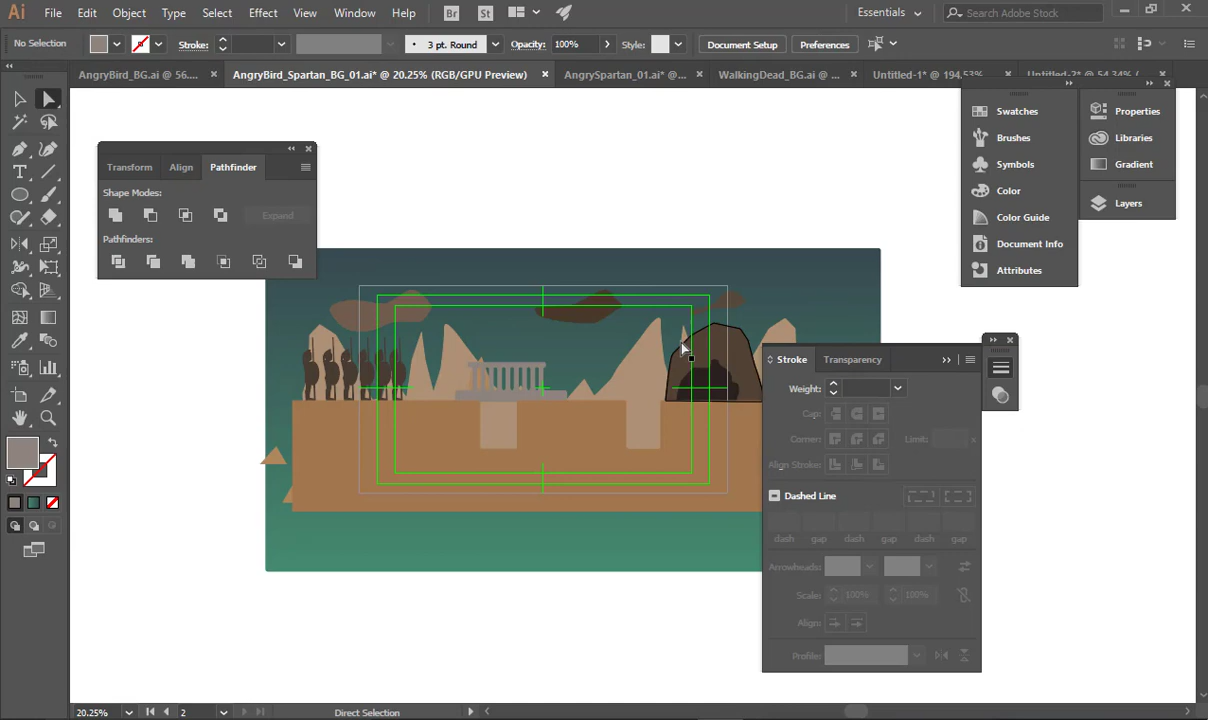 Ai File Edit Object Type Select Effect View Window Help Br St Essentials Search Adobe Stock
No Selection Stroke: 3 pt. Round Opacity: 100% Style: Document Setup Preferences
AngryBird_BG.ai @ 56.... × AngryBird_Spartan_BG_01.ai* @ 20.25% (RGB/GPU Preview) × AngrySpartan_01.ai* @... × WalkingDead_BG.ai @ ... × Untitled-1* @ 194.53% × Untitled-2* @ 54.34% ( ×
Swatches Properties
Brushes Libraries
Symbols Gradient
Color
Layers
Color Guide
Document Info
Attributes
Transform Align Pathfinder
Shape Modes:
Expand
Pathfinders:
Stroke Transparency
Weight:
Cap:
Corner: Limit: x
Align Stroke:
Dashed Line
dash gap dash gap dash gap
Arrowheads:
Scale: 100% 100%
Align:
Profile:
20.25% 2 Direct Selection